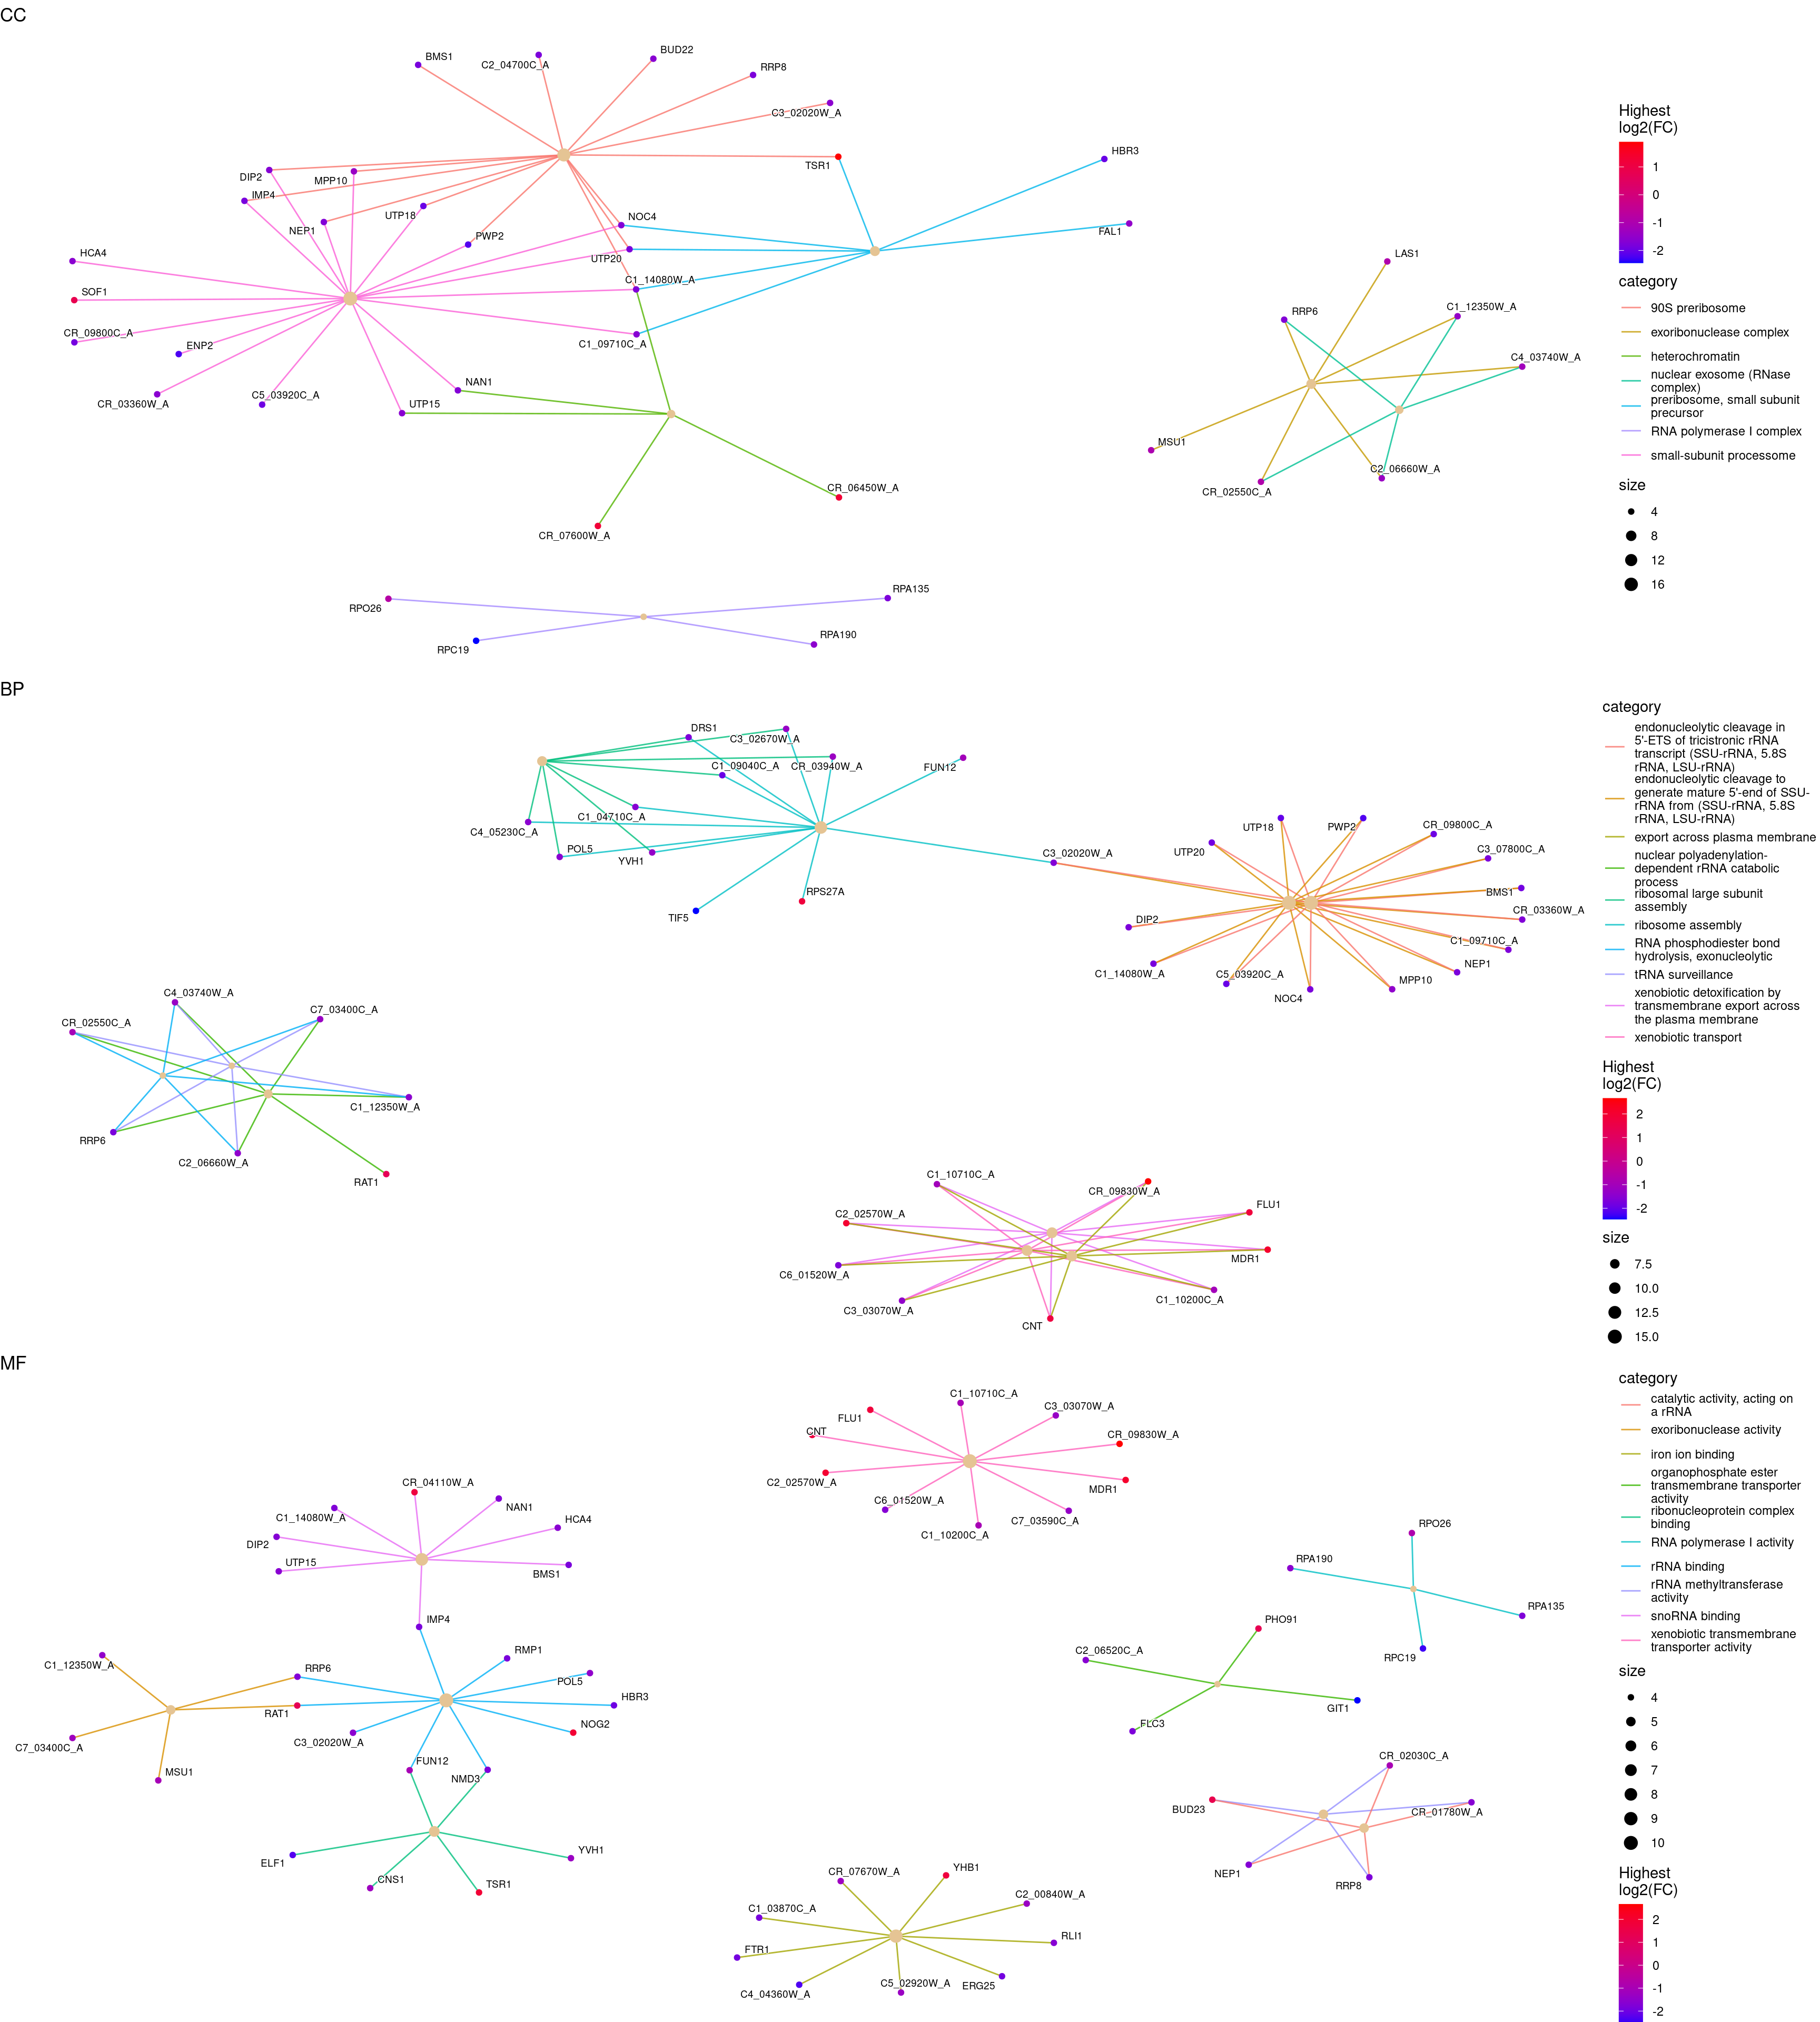 CC
BMS1
C2_04700C_A
BUD22
RRP8
C3_02020W_A
TSR1
HBR3
DIP2
MPP10
IMP4
UTP18
NEP1
PWP2
NOC4
FAL1
UTP20
HCA4
C1_14080W_A
SOF1
CR_09800C_A
ENP2
C1_09710C_A
NAN1
CR_03360W_A
C5_03920C_A
UTP15
CR_06450W_A
CR_07600W_A
LAS1
RRP6
C1_12350W_A
C4_03740W_A
MSU1
C2_06660W_A
CR_02550C_A
RPO26
RPA135
RPC19
RPA190
Highest
log2(FC)
1
0
-1
-2
category
90S preribosome
exoribonuclease complex
heterochromatin
nuclear exosome (RNase
complex)
preribosome, small subunit
precursor
RNA polymerase I complex
small-subunit processome
size
4
8
12
16
BP
DRS1
C3_02670W_A
C1_09040C_A
CR_03940W_A
FUN12
C1_04710C_A
C4_05230C_A
POL5
YVH1
TIF5
RPS27A
C3_02020W_A
UTP18
PWP2
CR_09800C_A
UTP20
C3_07800C_A
BMS1
CR_03360W_A
DIP2
C1_09710C_A
C1_14080W_A
C5_03920C_A
NEP1
MPP10
NOC4
C4_03740W_A
CR_02550C_A
C7_03400C_A
C1_12350W_A
RRP6
C2_06660W_A
RAT1
C1_10710C_A
CR_09830W_A
C2_02570W_A
FLU1
MDR1
C6_01520W_A
C3_03070W_A
C1_10200C_A
CNT
category
endonucleolytic cleavage in
5'-ETS of tricistronic rRNA
transcript (SSU-rRNA, 5.8S
rRNA, LSU-rRNA)
endonucleolytic cleavage to
generate mature 5'-end of SSU-
rRNA from (SSU-rRNA, 5.8S
rRNA, LSU-rRNA)
export across plasma membrane
nuclear polyadenylation-
dependent rRNA catabolic
process
ribosomal large subunit
assembly
ribosome assembly
RNA phosphodiester bond
hydrolysis, exonucleolytic
tRNA surveillance
xenobiotic detoxification by
transmembrane export across
the plasma membrane
xenobiotic transport
Highest
log2(FC)
2
1
0
-1
-2
size
7.5
10.0
12.5
15.0
MF
C1_10710C_A
C3_03070W_A
FLU1
CNT
CR_09830W_A
C2_02570W_A
MDR1
C6_01520W_A
C7_03590C_A
C1_10200C_A
CR_04110W_A
NAN1
C1_14080W_A
HCA4
DIP2
UTP15
BMS1
IMP4
RMP1
C1_12350W_A
RRP6
POL5
HBR3
RAT1
NOG2
C3_02020W_A
C7_03400C_A
MSU1
FUN12
NMD3
ELF1
YVH1
CNS1
TSR1
RPO26
RPA190
RPA135
RPC19
PHO91
C2_06520C_A
GIT1
FLC3
CR_02030C_A
BUD23
CR_01780W_A
NEP1
RRP8
CR_07670W_A
YHB1
C1_03870C_A
C2_00840W_A
FTR1
RLI1
C4_04360W_A
C5_02920W_A
ERG25
category
catalytic activity, acting on
a rRNA
exoribonuclease activity
iron ion binding
organophosphate ester
transmembrane transporter
activity
ribonucleoprotein complex
binding
RNA polymerase I activity
rRNA binding
rRNA methyltransferase
activity
snoRNA binding
xenobiotic transmembrane
transporter activity
size
4
5
6
7
8
9
10
Highest
log2(FC)
2
1
0
-1
-2